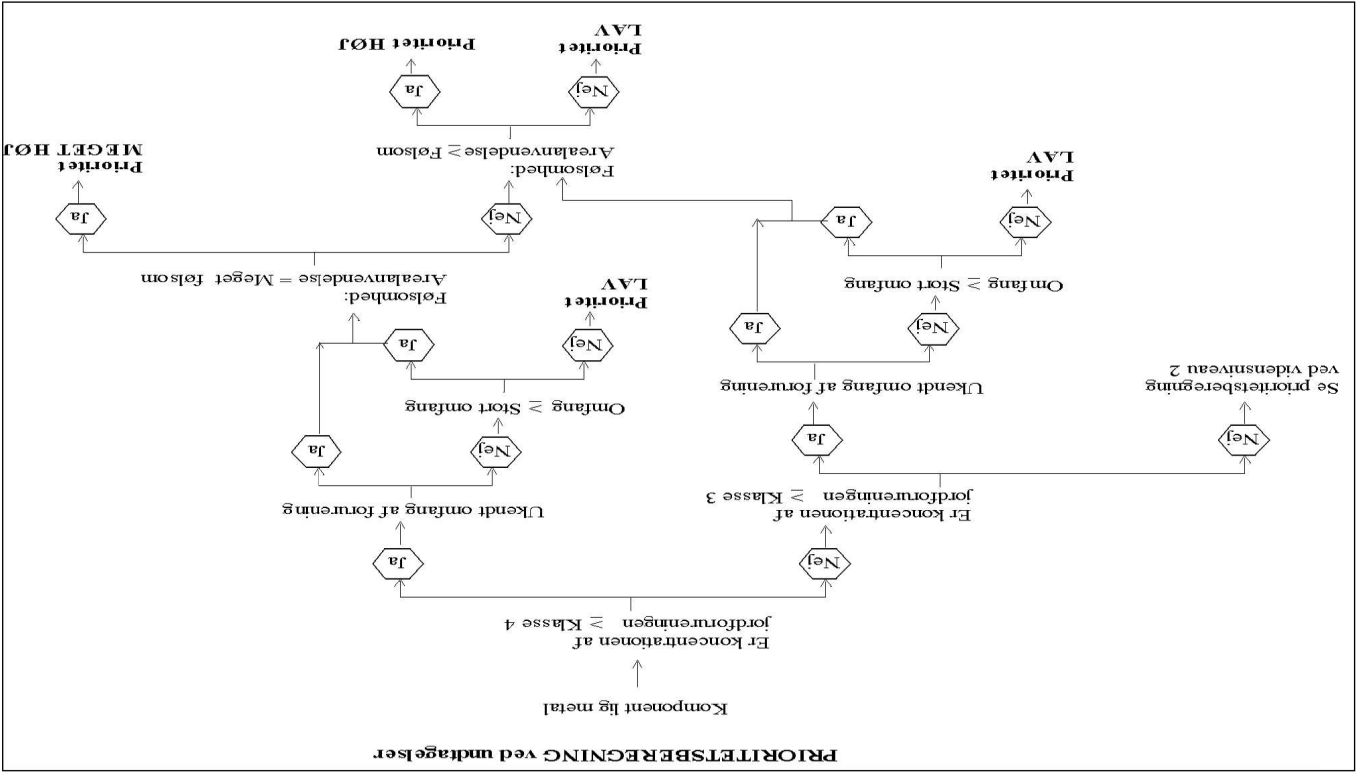 PRIORITETSBEREGNING ved undtagelser
Komponent lig metal
Er koncentrationen af
jordforureningen ≥ Klasse 4
Nej
Ja
Er koncentrationen af
jordforureningen ≥ Klasse 3
Ukendt omfang af forurening
Nej
Ja
Nej
Ja
Se prioritetsberegning
ved vidensniveau 2
Ukendt omfang af forurening
Omfang ≥ Stort omfang
Nej
Ja
Nej
Ja
Omfang ≥ Stort omfang
Prioritet
LAV
Følsomhed:
Arealanvendelse = Meget følsom
Nej
Ja
Nej
Ja
Prioritet
LAV
Følsomhed:
Arealanvendelse ≥ Følsom
Prioritet
MEGET HØJ
Nej
Ja
Prioritet
LAV
Prioritet HØJ